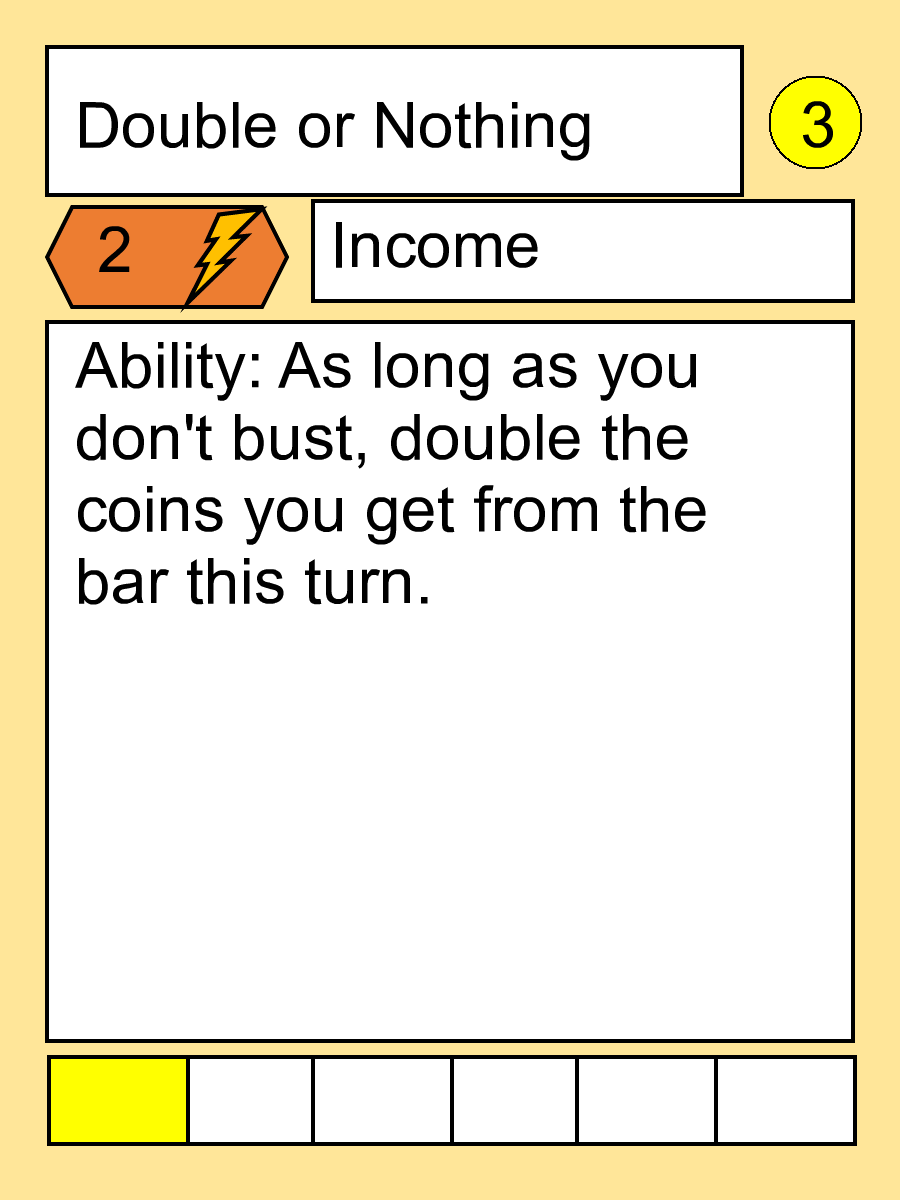 Double or Nothing
3
2
Income
Ability: As long as you
don't bust, double the
coins you get from the
bar this turn.